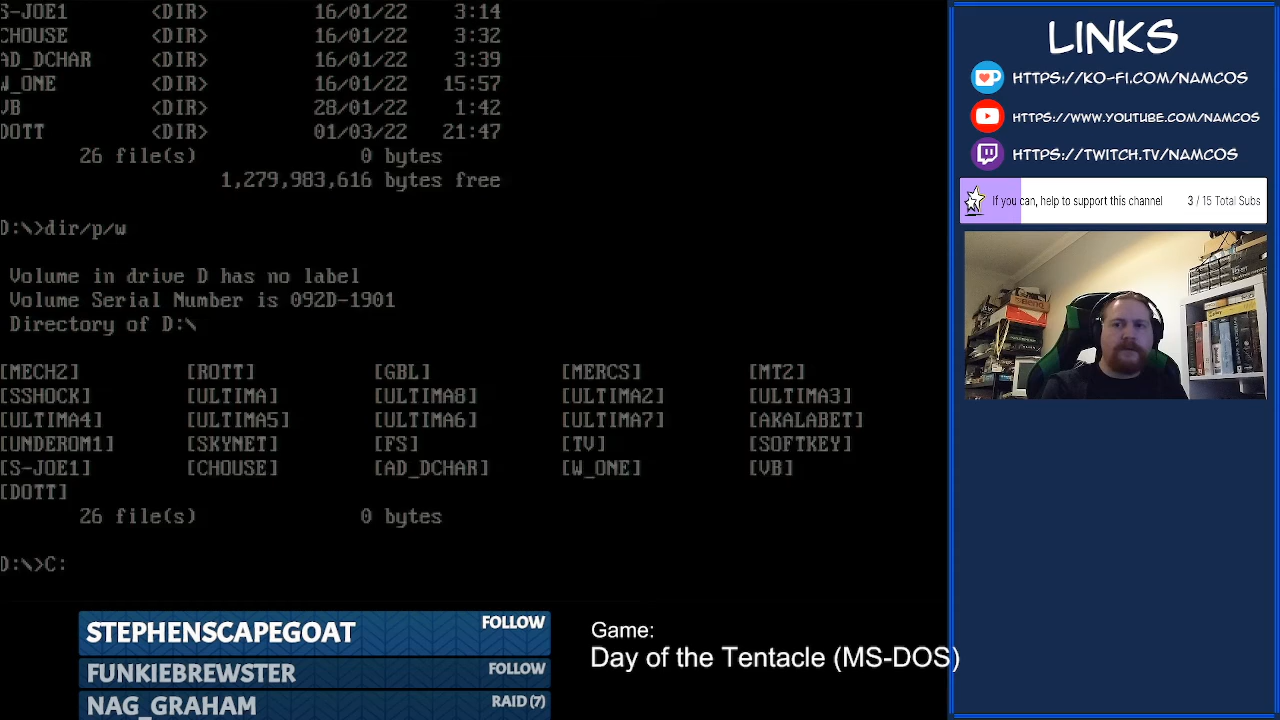 S-JOE1 <DIR> 16/01/22 3:14
CHOUSE <DIR> 16/01/22 3:32
AD_DCHAR <DIR> 16/01/22 3:39
W_ONE <DIR> 16/01/22 15:57
VB <DIR> 28/01/22 1:42
DOTT <DIR> 01/03/22 21:47
26 file(s) 0 bytes
1,279,983,616 bytes free
D:\>dir/p/w
Volume in drive D has no label
Volume Serial Number is 092D-1901
Directory of D:\
[MECH2] [ROTT] [GBL] [MERCS] [MT2]
[SSHOCK] [ULTIMA] [ULTIMA8] [ULTIMA2] [ULTIMA3]
[ULTIMA4] [ULTIMA5] [ULTIMA6] [ULTIMA7] [AKALABET]
[UNDEROM1] [SKYNET] [FS] [TV] [SOFTKEY]
[S-JOE1] [CHOUSE] [AD_DCHAR] [W_ONE] [VB]
[DOTT]
26 file(s) 0 bytes
D:\>C:
STEPHENSCAPEGOAT FOLLOW
FUNKIEBREWSTER FOLLOW
NAG_GRAHAM RAID (7)
Game:
Day of the Tentacle (MS-DOS)
LINKS
HTTPS://KO-FI.COM/NAMCOS
HTTPS://WWW.YOUTUBE.COM/NAMCOS
HTTPS://TWITCH.TV/NAMCOS
If you can, help to support this channel 3 / 15 Total Subs